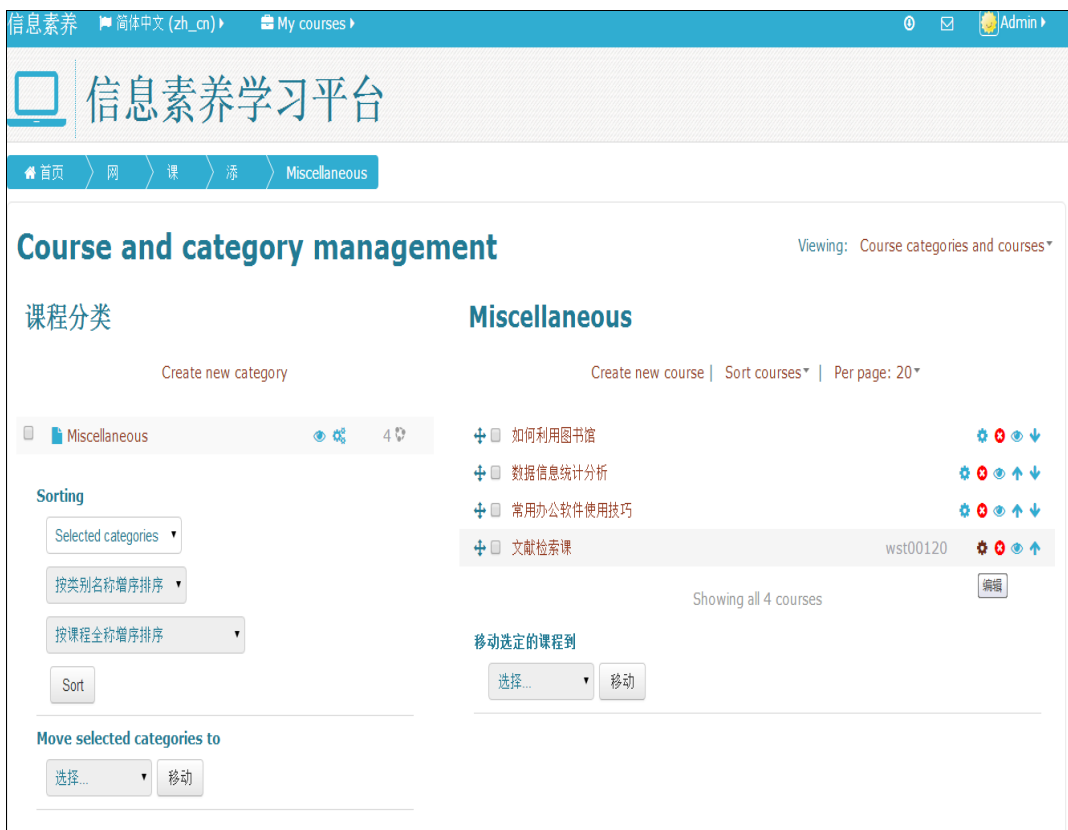 信息素养 简体中文 (zh_cn) My courses Admin
信息素养学习平台
首页 网 课 添 Miscellaneous
Course and category management
Viewing: Course categories and courses
课程分类
Miscellaneous
Create new category
Create new course | Sort courses | Per page: 20
Miscellaneous 4
如何利用图书馆
数据信息统计分析
常用办公软件使用技巧
文献检索课 wst00120
编辑
Showing all 4 courses
Sorting
Selected categories
按类别名称增序排序
按课程全称增序排序
Sort
移动选定的课程到
选择... 移动
Move selected categories to
选择... 移动